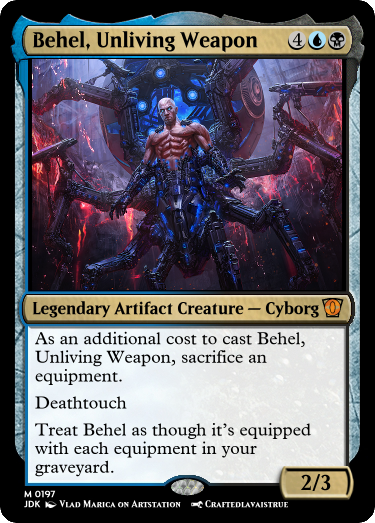 Behel, Unliving Weapon 4
Legendary Artifact Creature — Cyborg
As an additional cost to cast Behel,
Unliving Weapon, sacrifice an
equipment.
Deathtouch
Treat Behel as though it's equipped
with each equipment in your
graveyard.
2/3
M 0197
JDK Vlad Marica on Artstation Craftedlavaistrue